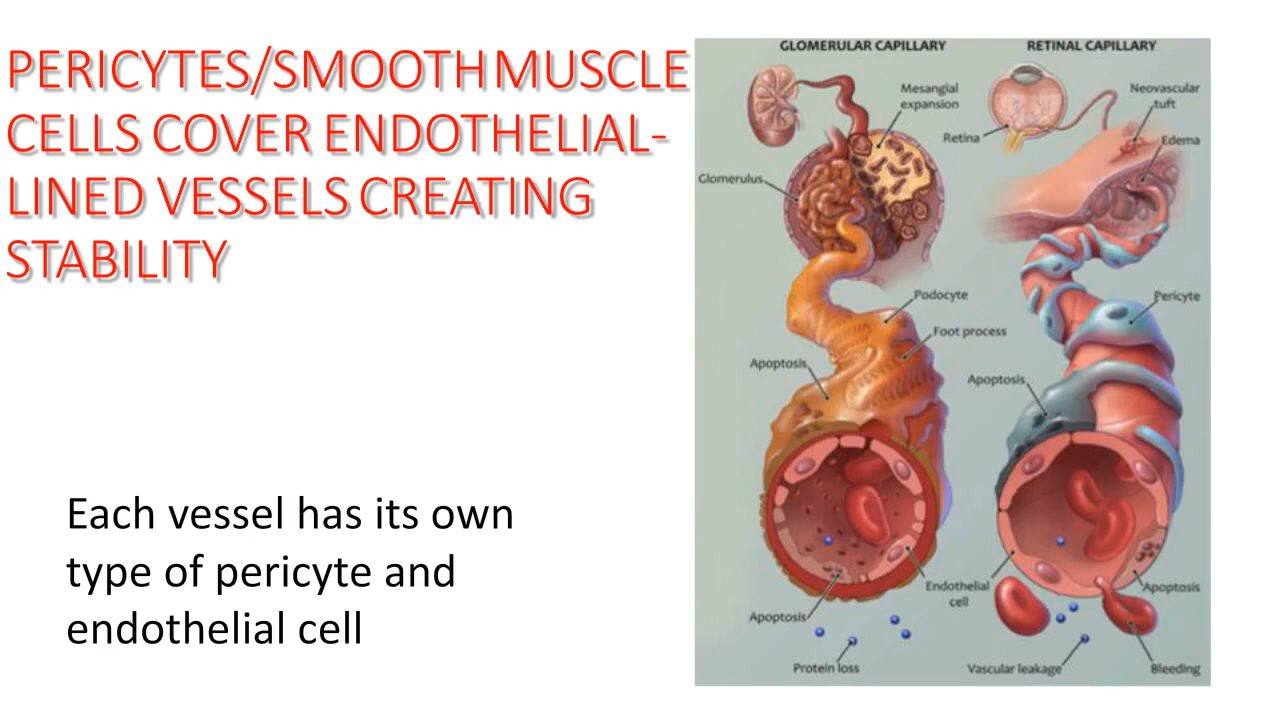 PERICYTES/SMOOTH MUSCLE
CELLS COVER ENDOTHELIAL-
LINED VESSELS CREATING
STABILITY
Each vessel has its own
type of pericyte and
endothelial cell
GLOMERULAR CAPILLARY
Mesangial
expansion
Glomerulus
Podocyte
Foot process
Apoptosis
Endothelial
cell
Apoptosis
Protein loss
RETINAL CAPILLARY
Neovascular
tuft
Retina
Edema
Pericyte
Apoptosis
Apoptosis
Vascular leakage
Bleeding